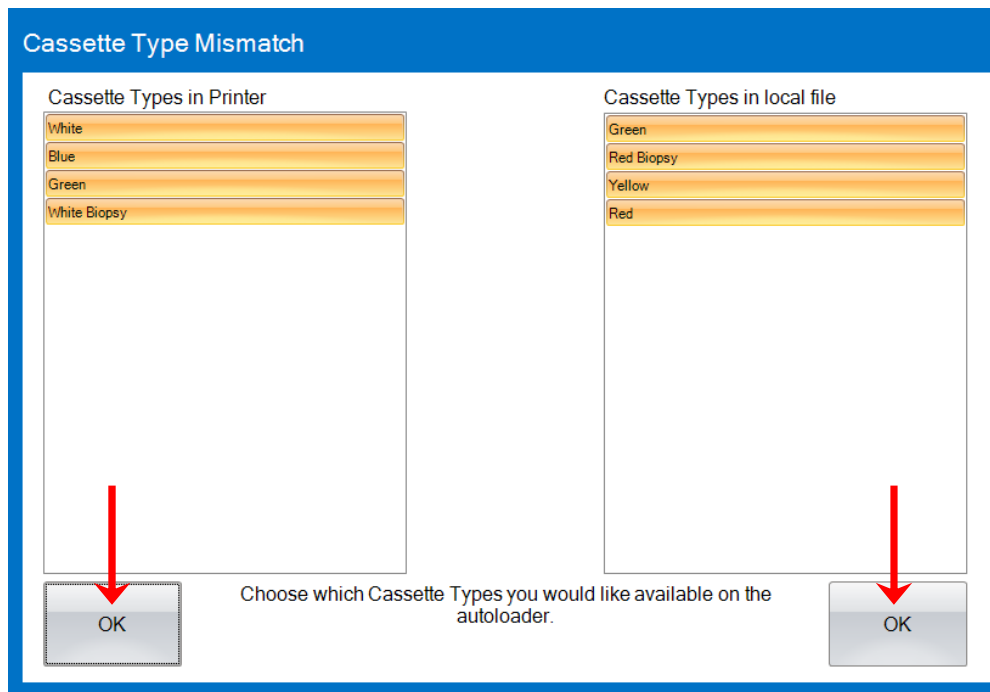 Cassette Type Mismatch
Cassette Types in Printer
White
Blue
Green
White Biopsy
Cassette Types in local file
Green
Red Biopsy
Yellow
Red
OK
Choose which Cassette Types you would like available on the
autoloader.
OK